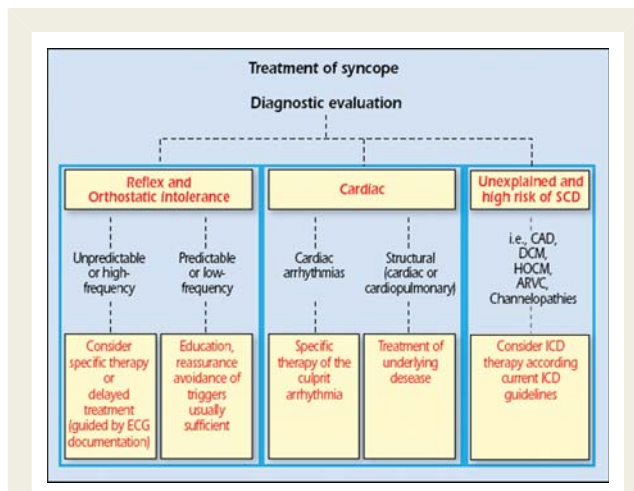 Treatment of syncope
Diagnostic evaluation
Reflex and
Orthostatic intolerance
Cardiac
Unexplained and
high risk of SCD
Unpredictable
or high-
frequency
Predictable
or low-
frequency
Cardiac
arrhythmias
Structural
(cardiac or
cardiopulmonary)
i.e., CAD,
DCM,
HOCM,
ARVC,
Channelopathies
Consider
specific therapy
or
delayed
treatment
(guided by ECG
documentation)
Education,
reassurance
avoidance of
triggers
usually
sufficient
Specific
therapy of the
culprit
arrhythmia
Treatment of
underlying
desease
Consider ICD
therapy according
current ICD
guidelines